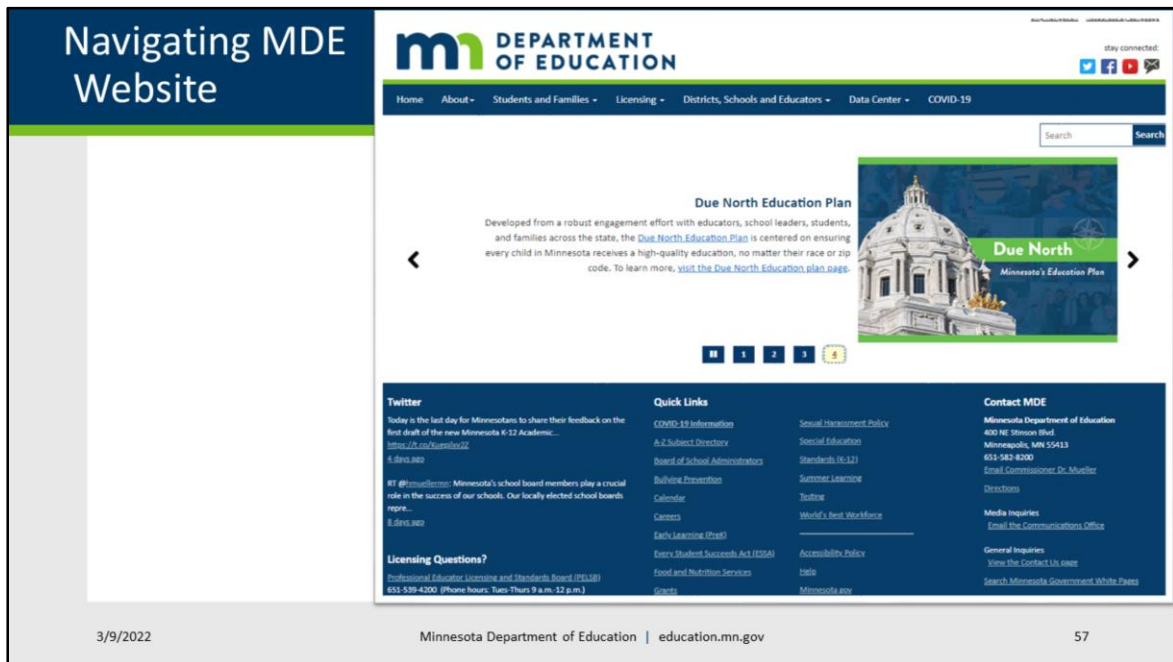 Navigating MDE
Website
DEPARTMENT
OF EDUCATION
stay connected:
Home About Students and Families Licensing Districts, Schools and Educators Data Center COVID-19
Search Search
Due North Education Plan
Developed from a robust engagement effort with educators, school leaders, students,
and families across the state, the Due North Education Plan is centered on ensuring
every child in Minnesota receives a high-quality education, no matter their race or zip
code. To learn more, visit the Due North Education plan page.
Due North
Minnesota's Education Plan
1 2 3 4
Twitter
Today is the last day for Minnesotans to share their feedback on the
first draft of the new Minnesota K-12 Academic...
4 days ago
RT @hmuellermn: Minnesota's school board members play a crucial
role in the success of our schools. Our locally elected school boards
repre...
8 days ago
Licensing Questions?
Professional Educator Licensing and Standards Board (PELSB)
651-539-4200 (Phone hours: Tues-Thurs 9 a.m.-12 p.m.)
Quick Links
COVID-19 Information
A-Z Subject Directory
Board of School Administrators
Bullying Prevention
Calendar
Careers
Early Learning (PreK)
Every Student Succeeds Act (ESSA)
Food and Nutrition Services
Grants
Sexual Harassment Policy
Special Education
Standards (K-12)
Summer Learning
Testing
World's Best Workforce
Accessibility Policy
Help
Minnesota.gov
Contact MDE
Minnesota Department of Education
400 NE Stinson Blvd.
Minneapolis, MN 55413
651-582-8200
Email Commissioner Dr. Mueller
Directions
Media Inquiries
Email the Communications Office
General Inquiries
View the Contact Us page
Search Minnesota Government White Pages
3/9/2022
Minnesota Department of Education | education.mn.gov
57